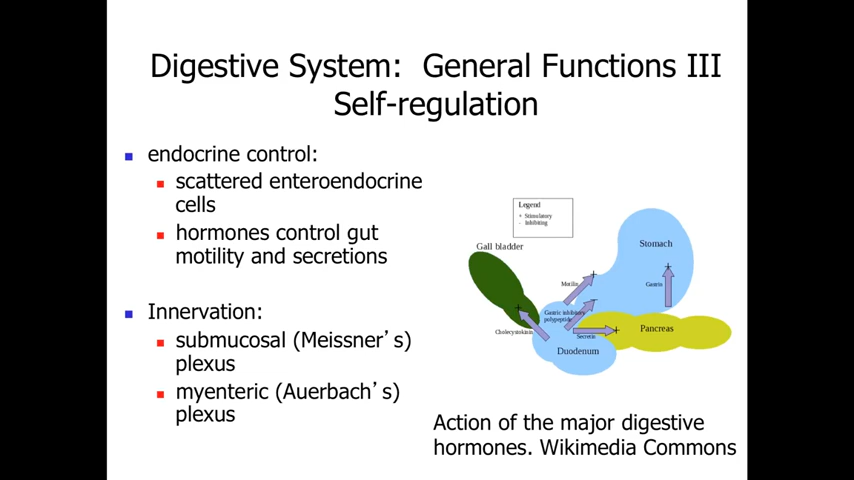 Digestive System:  General Functions III
Self-regulation
endocrine control:
scattered enteroendocrine
cells
hormones control gut
motility and secretions
Innervation:
submucosal (Meissner’s)
plexus
myenteric (Auerbach’s)
plexus
Legend
+ Stimulatory
- Inhibiting
Gall bladder
Stomach
Motilin
+
Gastrin
+
Gastric inhibitory
polypeptide
-
+
Cholecystokinin
Secretin
+
Pancreas
Duodenum
Action of the major digestive
hormones. Wikimedia Commons